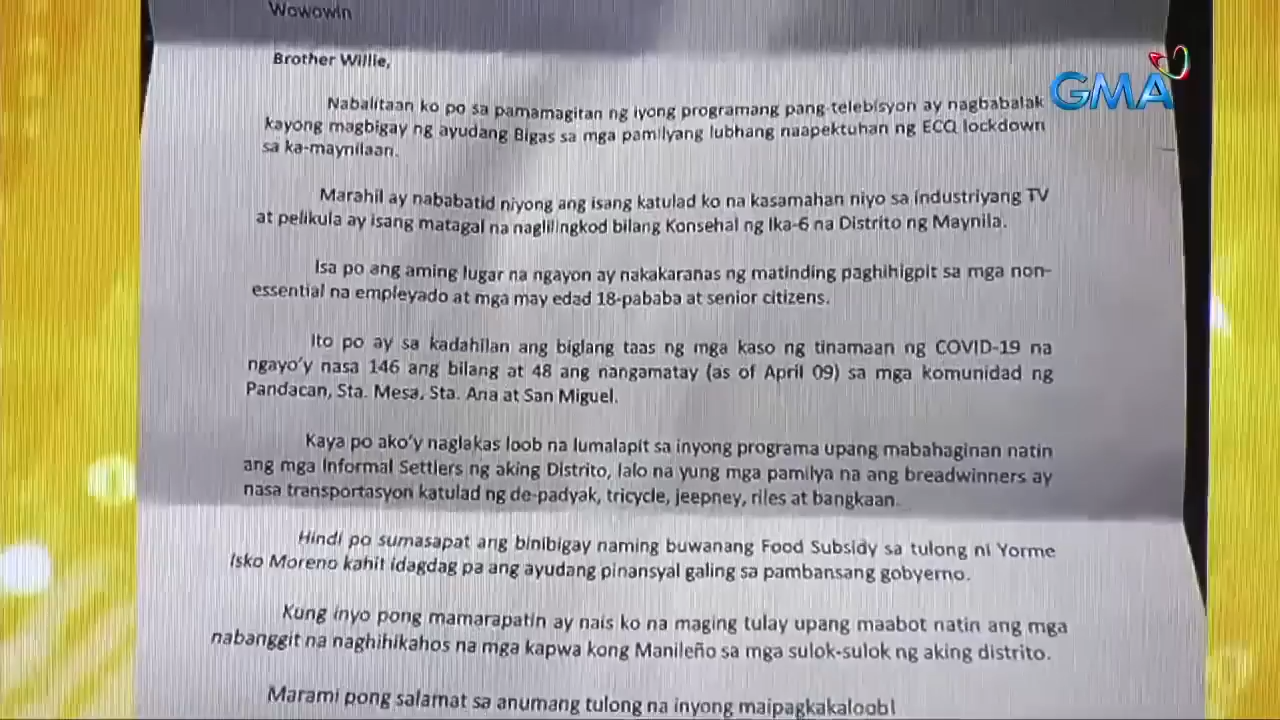 Wowowin
Brother Willie,
GMA
Nabalitaan ko po sa pamamagitan ng iyong programang pang-telebisyon ay nagbabalak
kayong magbigay ng ayudang Bigas sa mga pamilyang lubhang naapektuhan ng ECQ lockdown
sa ka-maynilaan.
Marahil ay nababatid niyong ang isang katulad ko na kasamahan niyo sa industriyang TV
at pelikula ay isang matagal na naglilingkod bilang Konsehal ng Ika-6 na Distrito ng Maynila.
Isa po ang aming lugar na ngayon ay nakakaranas ng matinding paghihigpit sa mga non-
essential na empleyado at mga may edad 18-pababa at senior citizens.
Ito po ay sa kadahilan ang biglang taas ng mga kaso ng tinamaan ng COVID-19 na
ngayo'y nasa 146 ang bilang at 48 ang nangamatay (as of April 09) sa mga komunidad ng
Pandacan, Sta. Mesa, Sta. Ana at San Miguel.
Kaya po ako'y naglakas loob na lumalapit sa inyong programa upang mabahaginan natin
ang mga Informal Settlers ng aking Distrito, lalo na yung mga pamilya na ang breadwinners ay
nasa transportasyon katulad ng de-padyak, tricycle, jeepney, riles at bangkaan.
Hindi po sumasapat ang binibigay naming buwanang Food Subsidy sa tulong ni Yorme
Isko Moreno kahit idagdag pa ang ayudang pinansyal galing sa pambansang gobyerno.
Kung inyo pong mamarapatin ay nais ko na maging tulay upang maabot natin ang mga
nabanggit na naghihikahos na mga kapwa kong Manileño sa mga sulok-sulok ng aking distrito.
Marami pong salamat sa anumang tulong na inyong maipagkakaloob!